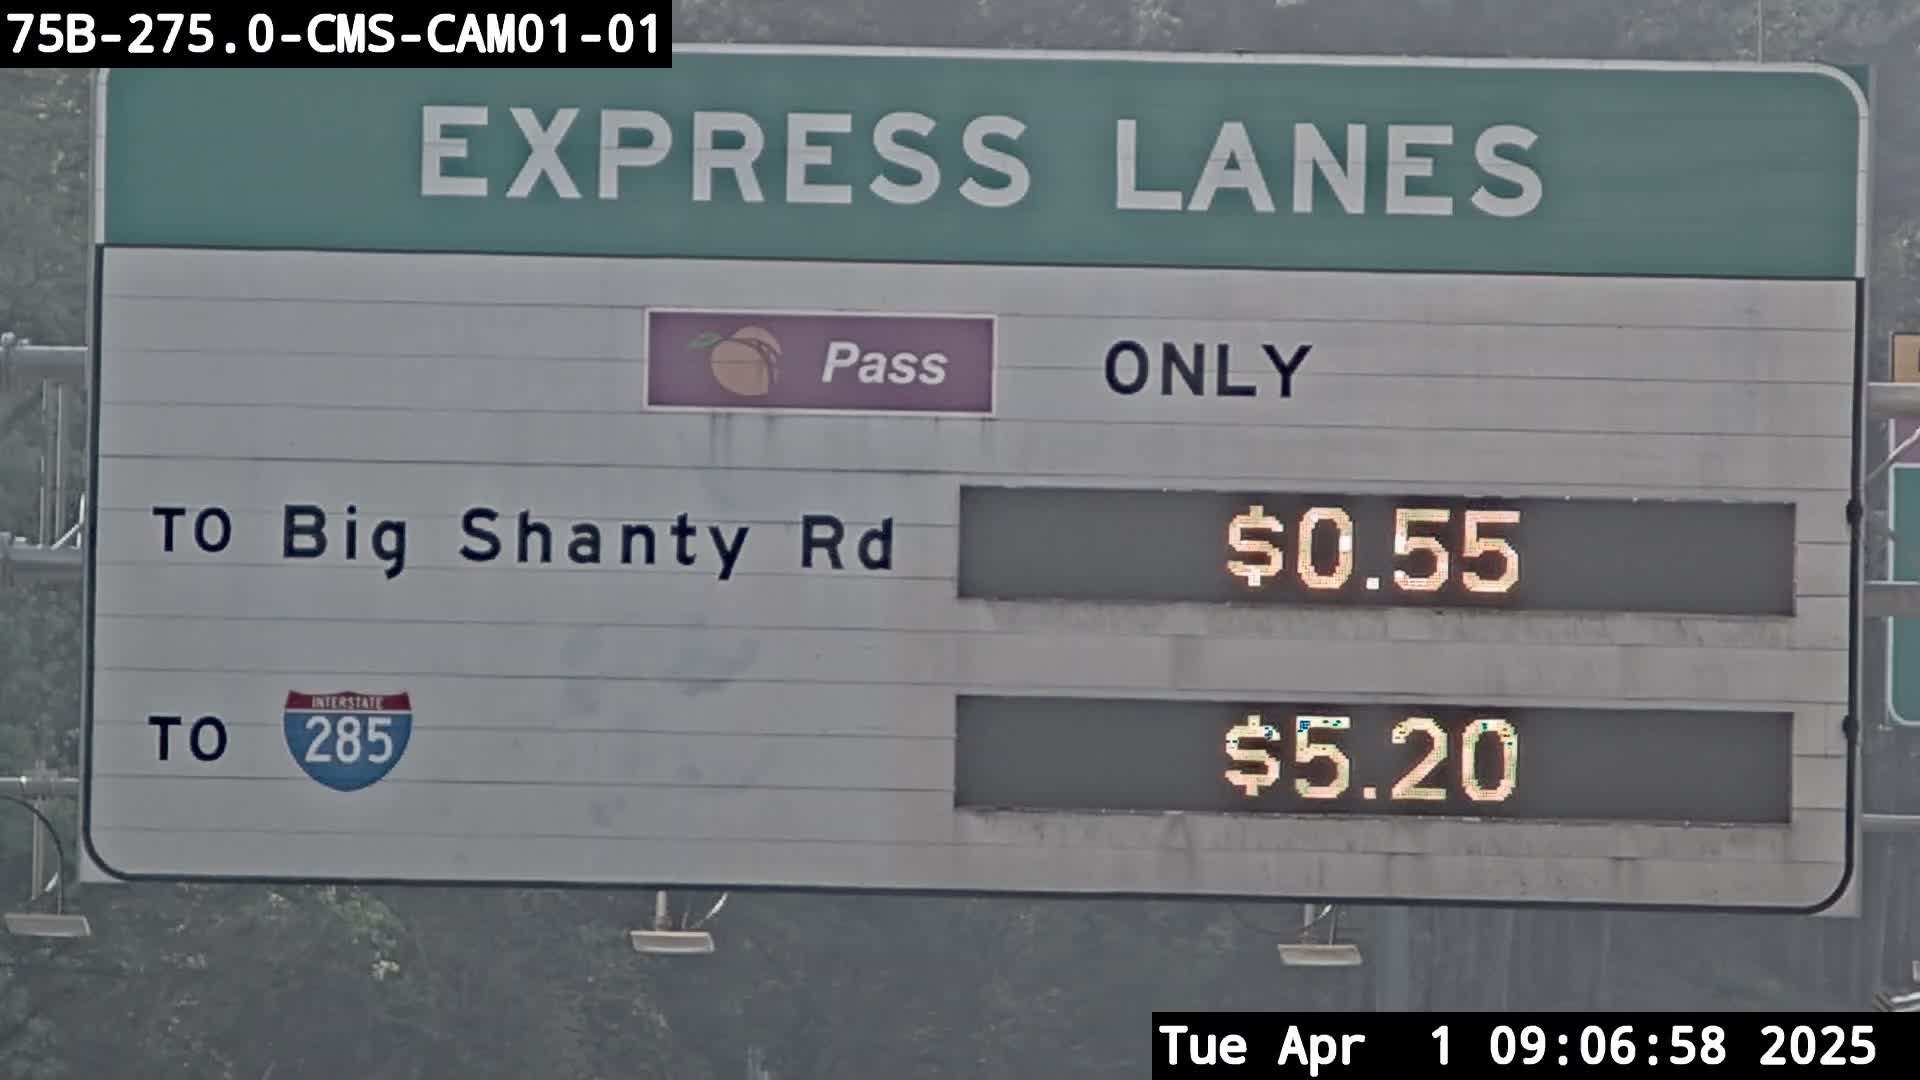 75B-275.0-CMS-CAM01-01
EXPRESS LANES
Pass ONLY
TO Big Shanty Rd $0.55
TO INTERSTATE 285 $5.20
Tue Apr 1 09:06:58 2025